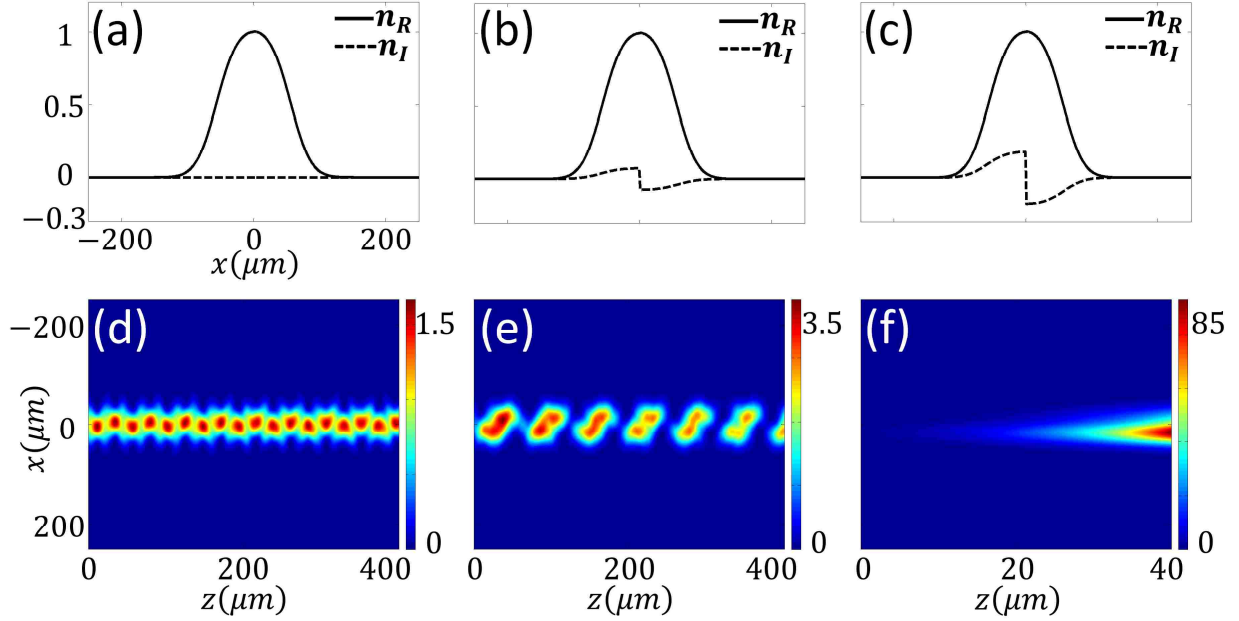 (a) n_R
n_I
1
0.5
0
−0.3
−200 0 200
x(μm)
(b) n_R
n_I
(c) n_R
n_I
(d)
1.5
0
−200
0
200
x(μm)
0 200 400
z(μm)
(e)
3.5
0
0 200 400
z(μm)
(f)
85
0
0 20 40
z(μm)